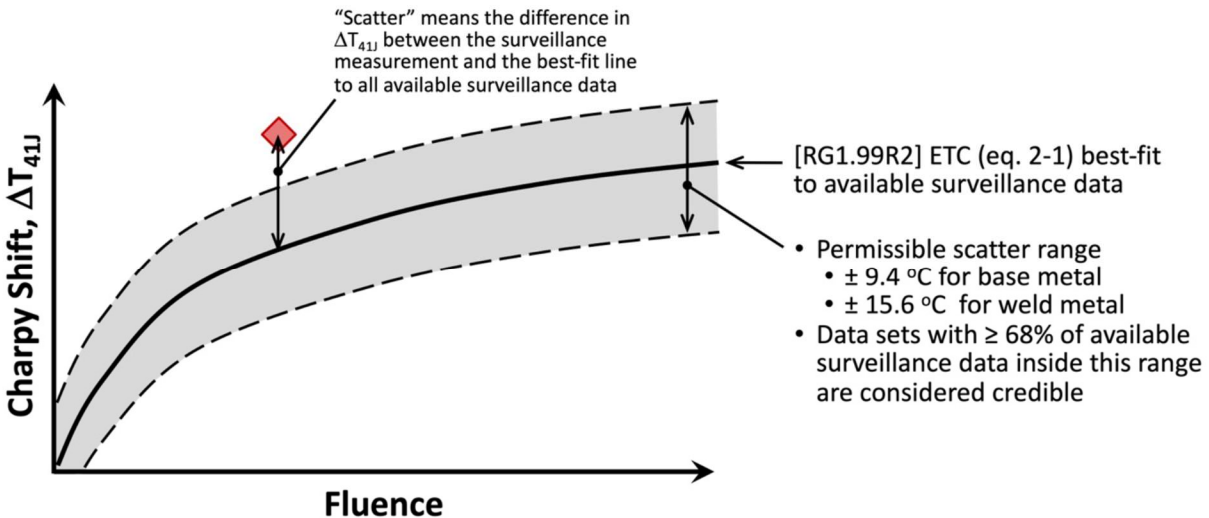 “Scatter” means the difference in
ΔT41J between the surveillance
measurement and the best-fit line
to all available surveillance data
Charpy Shift, ΔT41J
[RG1.99R2] ETC (eq. 2-1) best-fit
to available surveillance data
• Permissible scatter range
• ± 9.4 ºC for base metal
• ± 15.6 ºC for weld metal
• Data sets with ≥ 68% of available
surveillance data inside this range
are considered credible
Fluence